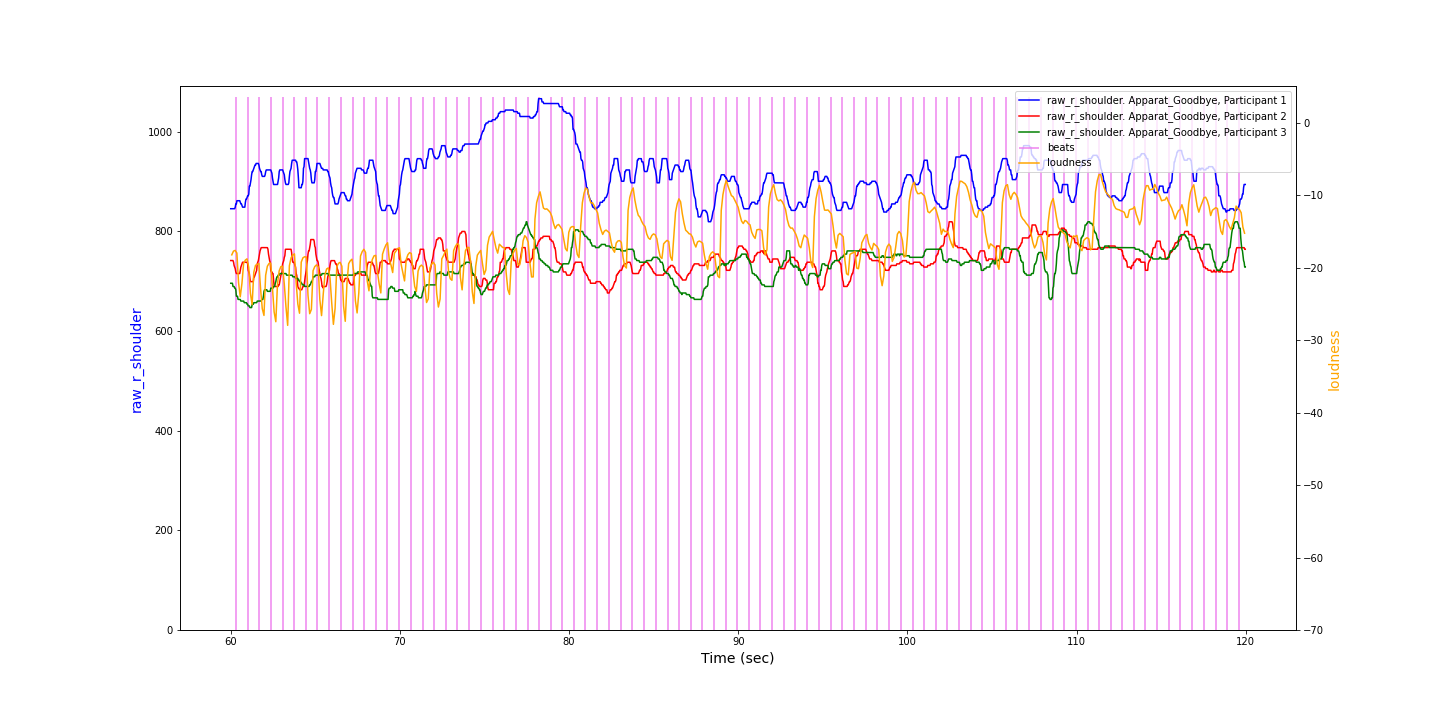 raw_r_shoulder. Apparat_Goodbye, Participant 1
raw_r_shoulder. Apparat_Goodbye, Participant 2
raw_r_shoulder. Apparat_Goodbye, Participant 3
beats
loudness
1000
800
600
400
200
0
raw_r_shoulder
0
−10
−20
−30
−40
−50
−60
−70
loudness
60
70
80
90
100
110
120
Time (sec)